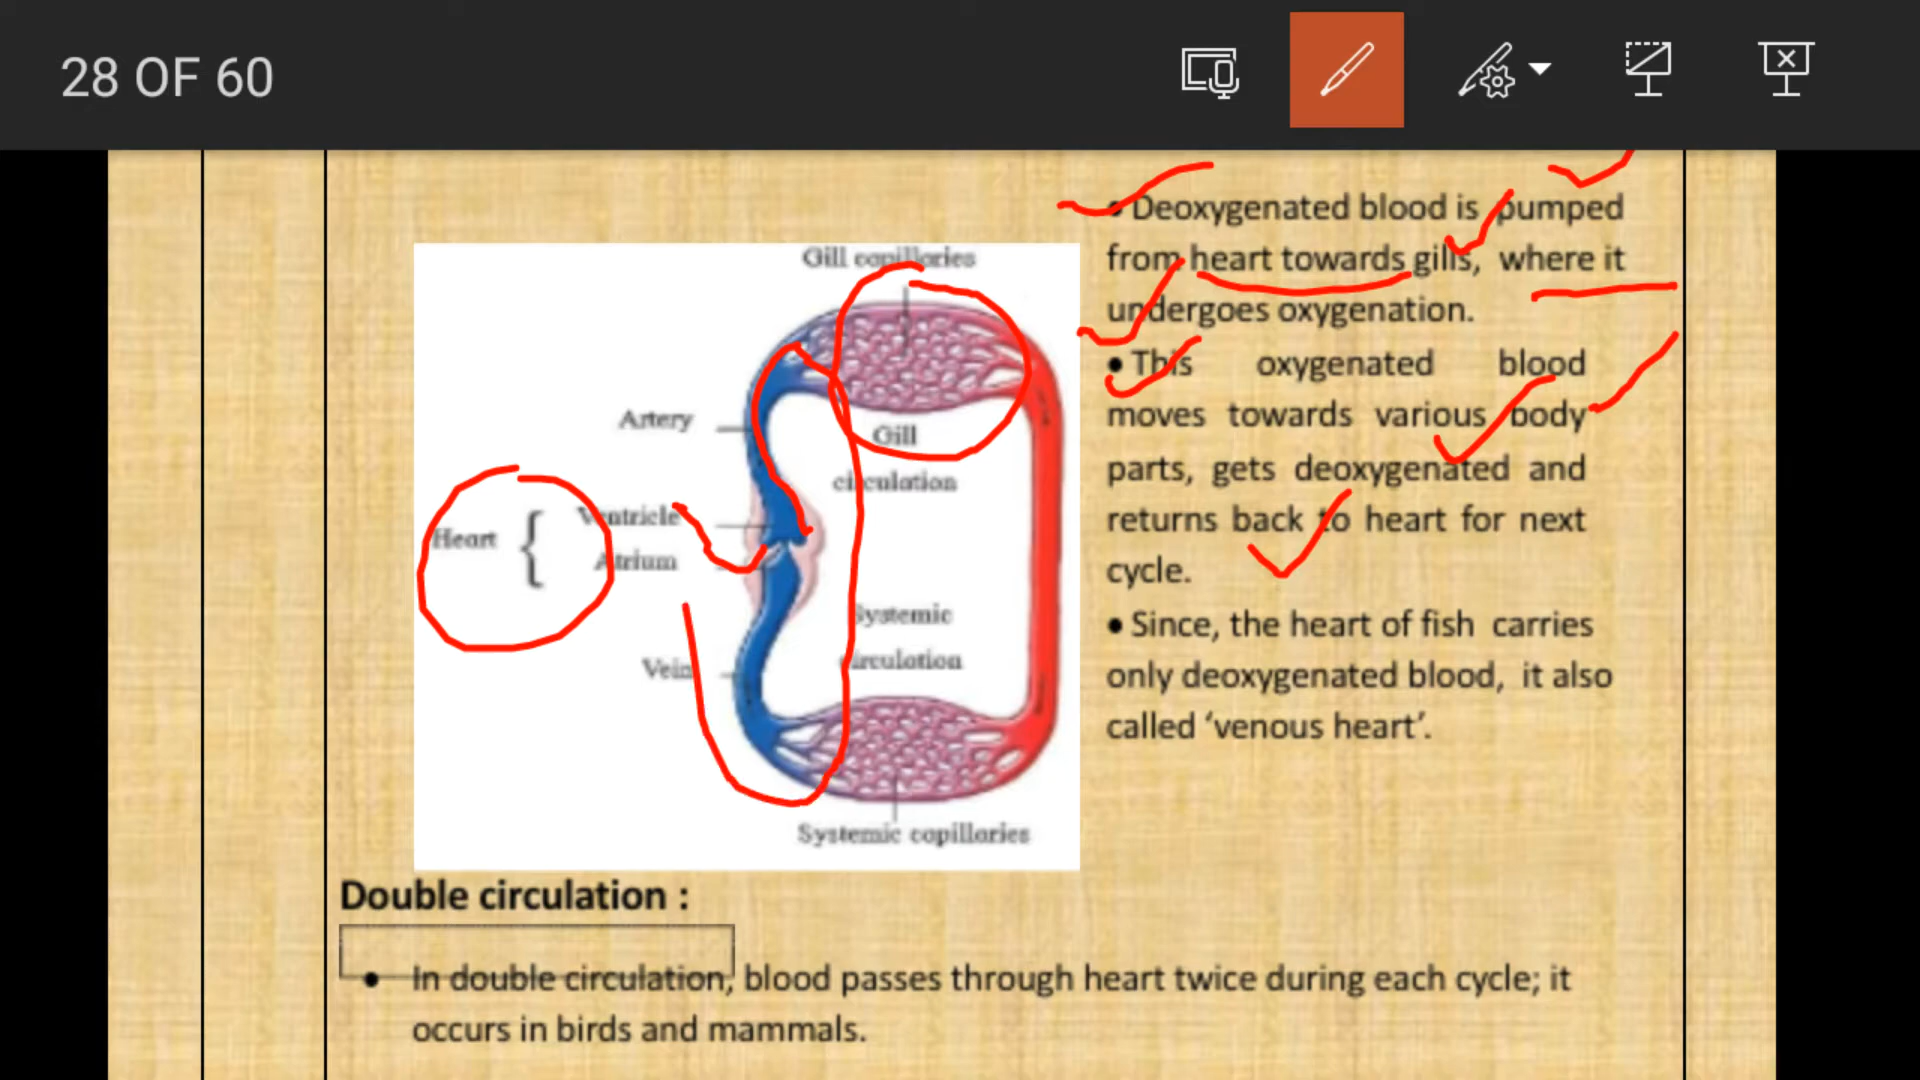 28 OF 60
• Deoxygenated blood is pumped
from heart towards gills, where it
undergoes oxygenation.
• This oxygenated blood
moves towards various body
parts, gets deoxygenated and
returns back to heart for next
cycle.
• Since, the heart of fish carries
only deoxygenated blood, it also
called ‘venous heart’.
Gill capillaries
Artery
Gill
circulation
Ventricle
Heart {
Atrium
Systemic
circulation
Vein
Systemic capillaries
Double circulation :
• In double circulation, blood passes through heart twice during each cycle; it
occurs in birds and mammals.